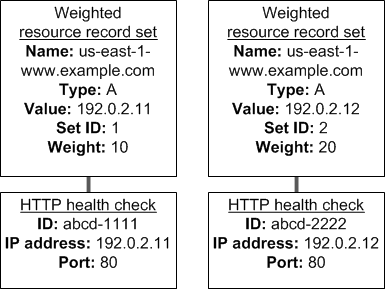 Weighted
resource record set
Name: us-east-1-
www.example.com
Type: A
Value: 192.0.2.11
Set ID: 1
Weight: 10
HTTP health check
ID: abcd-1111
IP address: 192.0.2.11
Port: 80
Weighted
resource record set
Name: us-east-1-
www.example.com
Type: A
Value: 192.0.2.12
Set ID: 2
Weight: 20
HTTP health check
ID: abcd-2222
IP address: 192.0.2.12
Port: 80